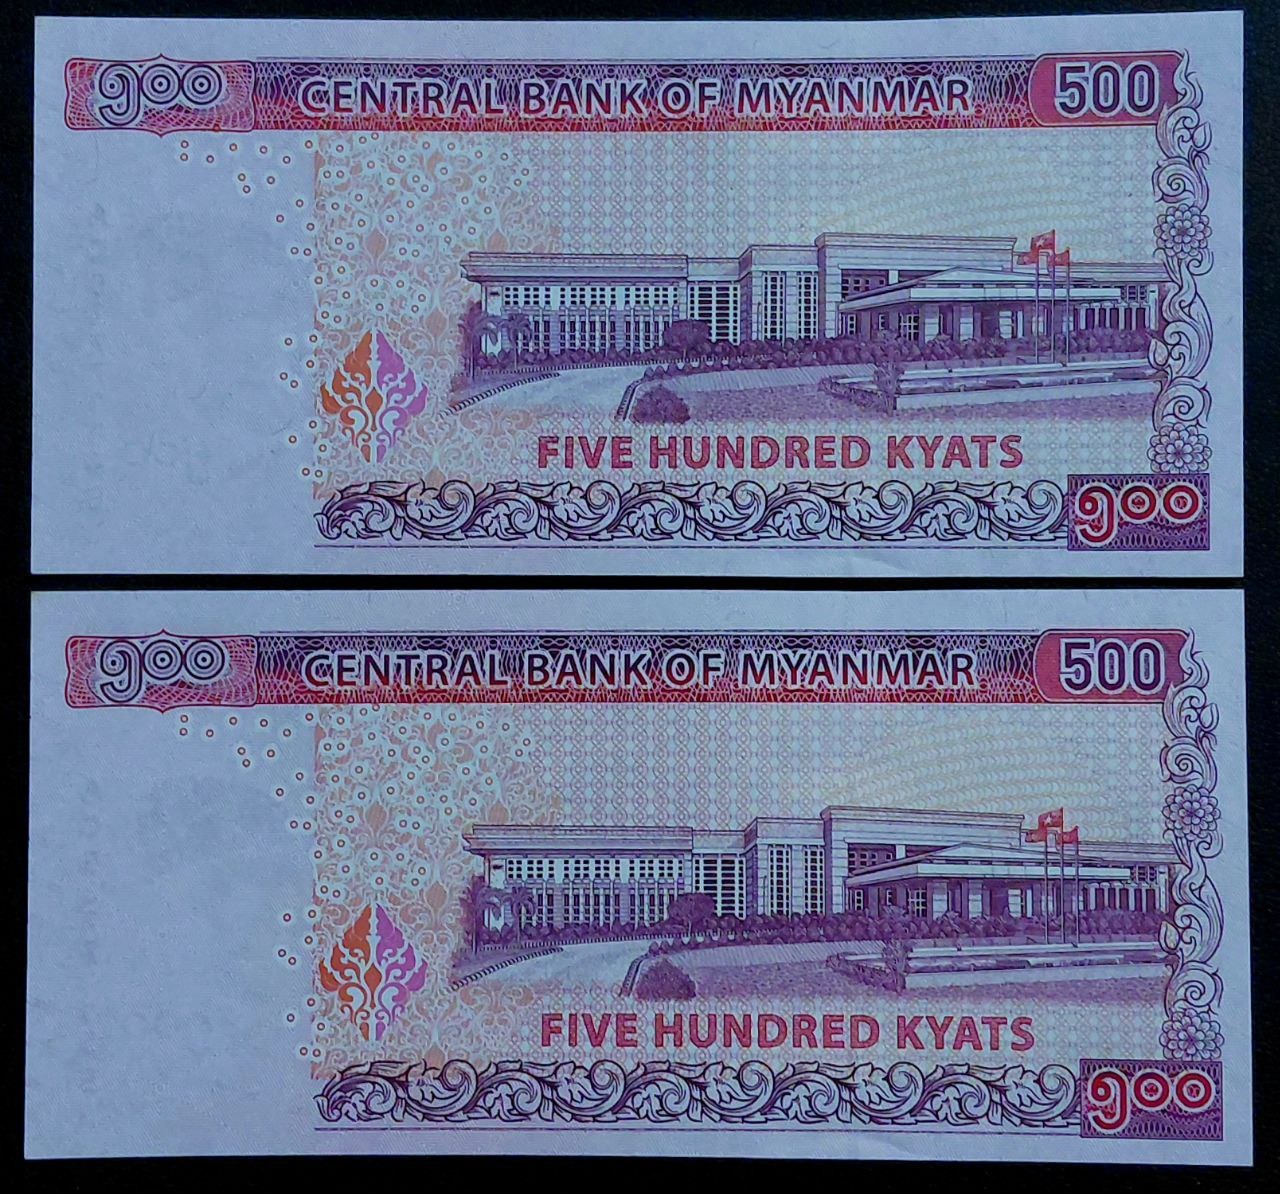 ၅၀၀ CENTRAL BANK OF MYANMAR 500
FIVE HUNDRED KYATS
၅၀၀
၅၀၀ CENTRAL BANK OF MYANMAR 500
FIVE HUNDRED KYATS
၅၀၀